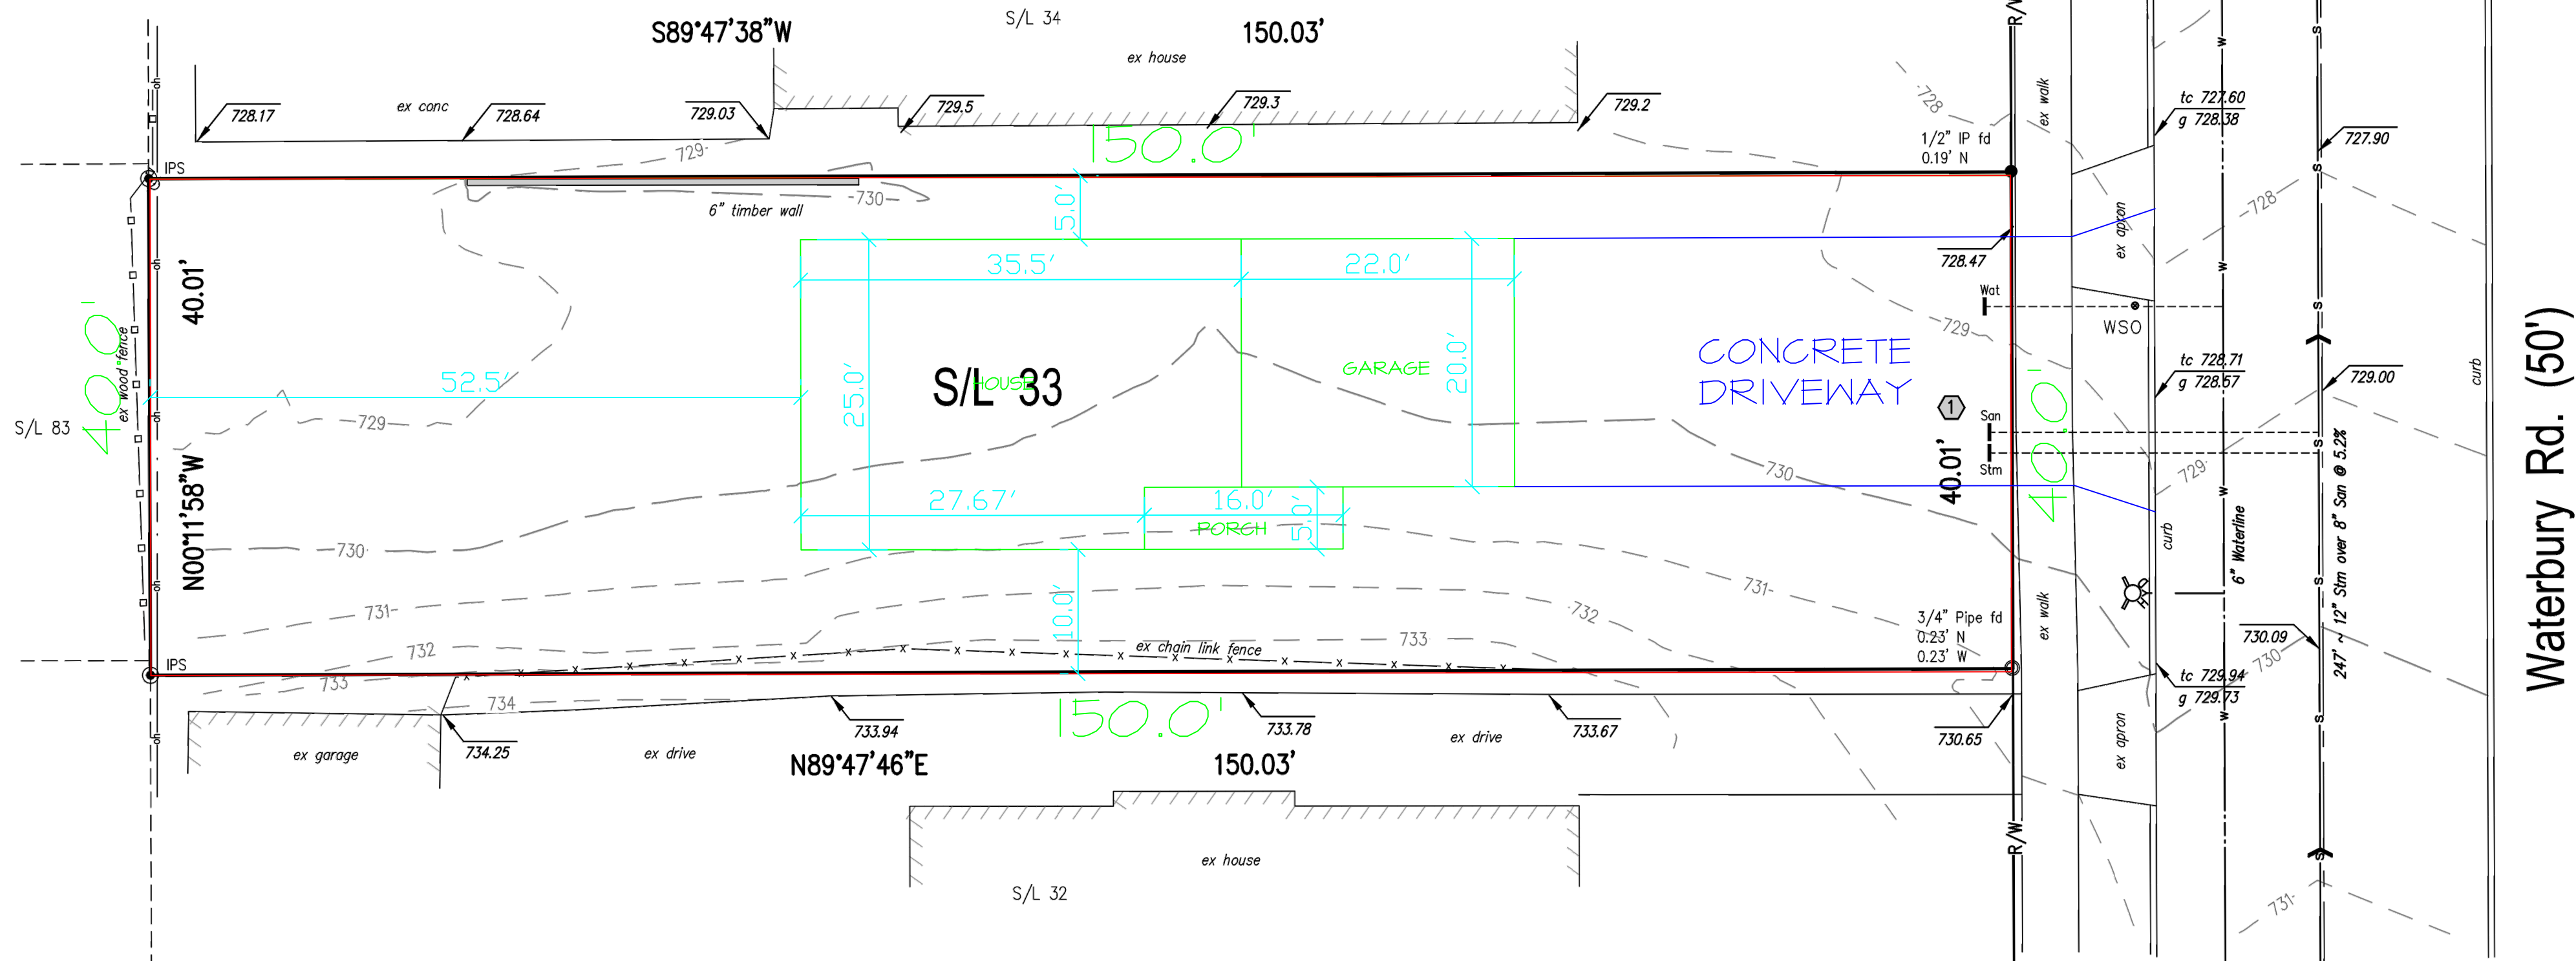 S/L 34
S89°47'38"W 150.03'
ex house
ex conc
728.17
728.64
729.03
729.5
729.3
729.2
150.0'
-728
R/W
ex walk
tc 727.60
g 728.38
727.90
1/2" IP fd
0.19' N
IPS
729-
-730-
6" timber wall
5.0'
35.5'
22.0'
ex apron
-728
728.47
40.01'
40.0'
ex wood fence
S/L 83
N00°11'58"W
52.5'
-729-
25.0'
S/L 33
HOUSE
GARAGE
20.0'
CONCRETE
DRIVEWAY
Wat
WSO
-729-
1
San
Stm
40.01'
40.0'
tc 728.71
g 728.67
729.00
curb
Waterbury Rd. (50')
247' ~ 12" Stm over 8" San @ 5.2%
729-
6" Waterline
curb
-730-
27.67'
16.0'
PORCH
5.0'
10.0'
-730-
731-
731-
-732
732
733
733
ex chain link fence
3/4" Pipe fd
0.23' N
0.23' W
ex walk
730.09
730
tc 729.94
g 729.73
IPS
734
150.0'
734.25
733.94
733.78
733.67
730.65
ex garage
ex drive
ex drive
N89°47'46"E 150.03'
ex apron
R/W
ex house
S/L 32
731-